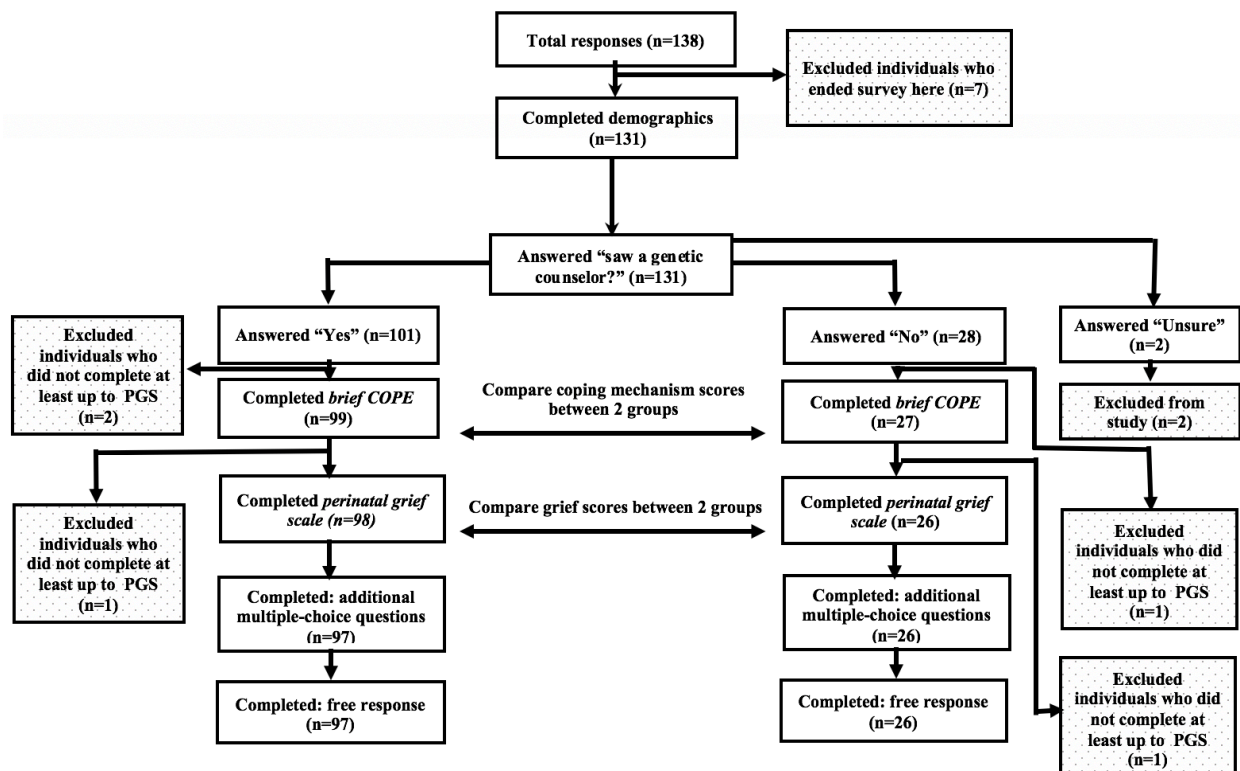 Total responses (n=138)
Excluded individuals who
ended survey here (n=7)
Completed demographics
(n=131)
Answered “saw a genetic
counselor?” (n=131)
Answered “Yes” (n=101)
Answered “No” (n=28)
Answered “Unsure”
(n=2)
Excluded
individuals who
did not complete at
least up to PGS
(n=2)
Completed brief COPE
(n=99)
Compare coping mechanism scores
between 2 groups
Completed brief COPE
(n=27)
Excluded from
study (n=2)
Completed perinatal grief
scale (n=98)
Compare grief scores between 2 groups
Completed perinatal grief
scale (n=26)
Excluded
individuals who
did not complete at
least up to PGS
(n=1)
Excluded
individuals who did
not complete at
least up to PGS
(n=1)
Completed: additional
multiple-choice questions
(n=97)
Completed: additional
multiple-choice questions
(n=26)
Completed: free response
(n=97)
Completed: free response
(n=26)
Excluded
individuals who did
not complete at
least up to PGS
(n=1)